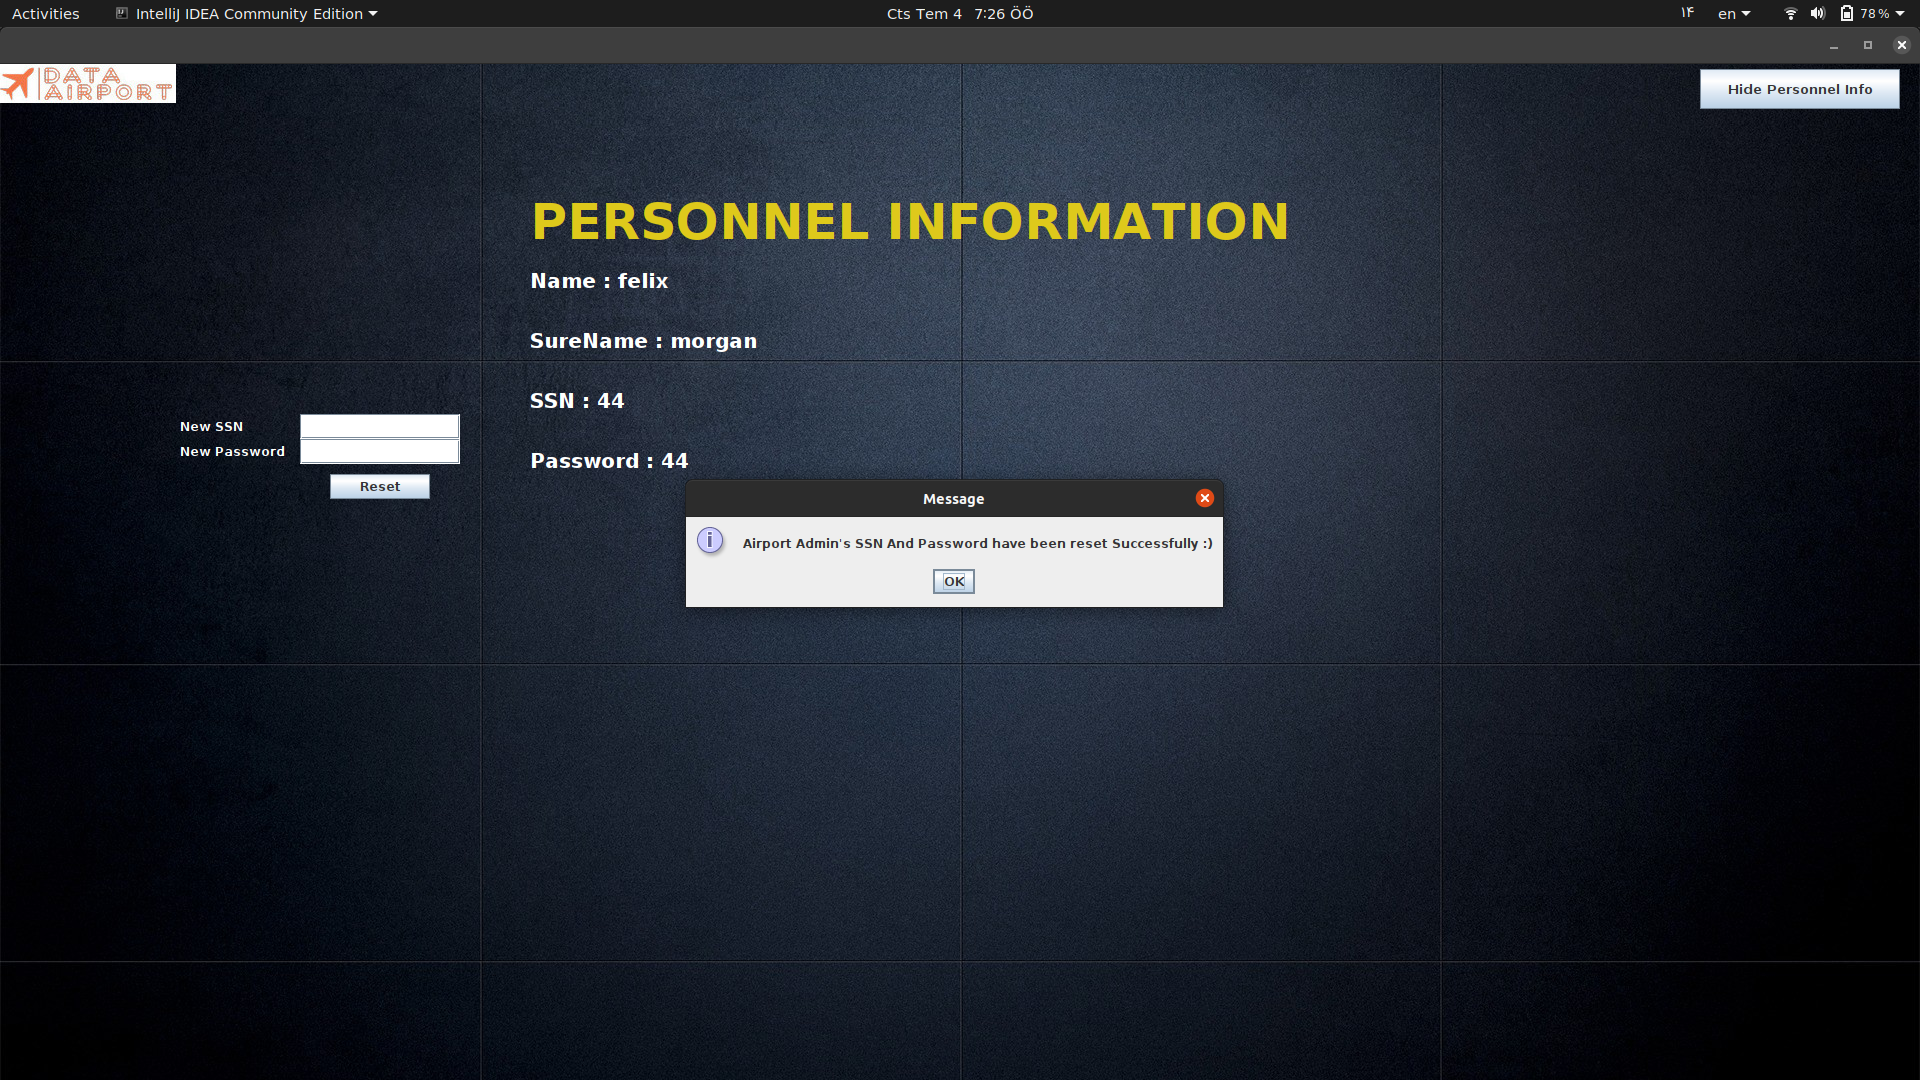 Activities IntelliJ IDEA Community Edition Cts Tem 4 7:26 ÖÖ ۱۴ en 78 %
DATA
AIRPORT
Hide Personnel Info
PERSONNEL INFORMATION
Name : felix
SureName : morgan
SSN : 44
New SSN
New Password
Password : 44
Reset
Message
Airport Admin's SSN And Password have been reset Successfully :)
OK